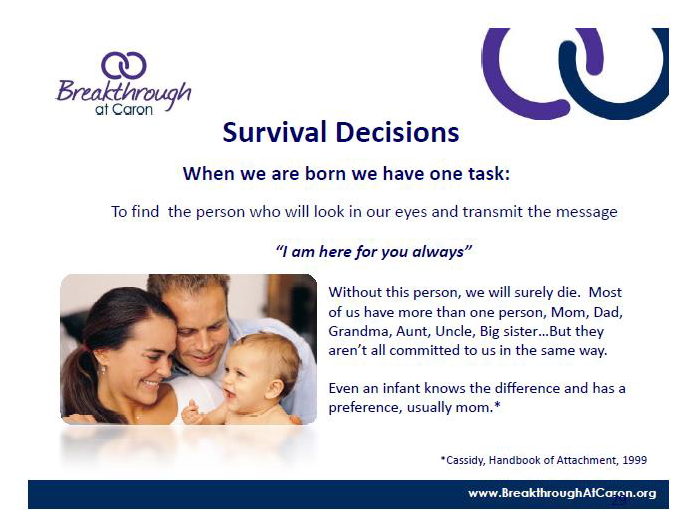 Breakthrough
at Caron
Survival Decisions
When we are born we have one task:
To find the person who will look in our eyes and transmit the message
“I am here for you always”
Without this person, we will surely die. Most
of us have more than one person, Mom, Dad,
Grandma, Aunt, Uncle, Big sister…But they
aren’t all committed to us in the same way.
Even an infant knows the difference and has a
preference, usually mom.*
*Cassidy, Handbook of Attachment, 1999
www.BreakthroughAtCaron.org